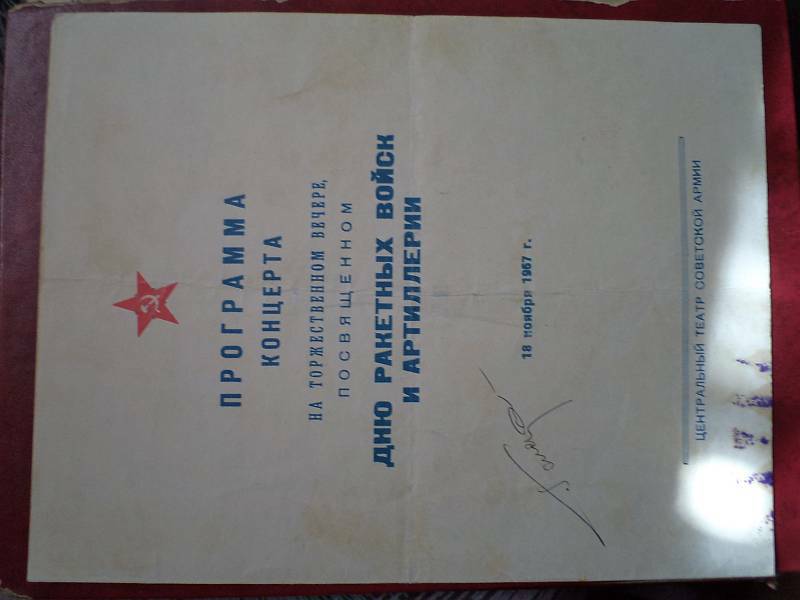 ПРОГРАММА
КОНЦЕРТА
НА ТОРЖЕСТВЕННОМ ВЕЧЕРЕ,
ПОСВЯЩЕННОМ
ДНЮ РАКЕТНЫХ ВОЙСК
И АРТИЛЛЕРИИ
18 ноября 1967 г.
ЦЕНТРАЛЬНЫЙ ТЕАТР СОВЕТСКОЙ АРМИИ